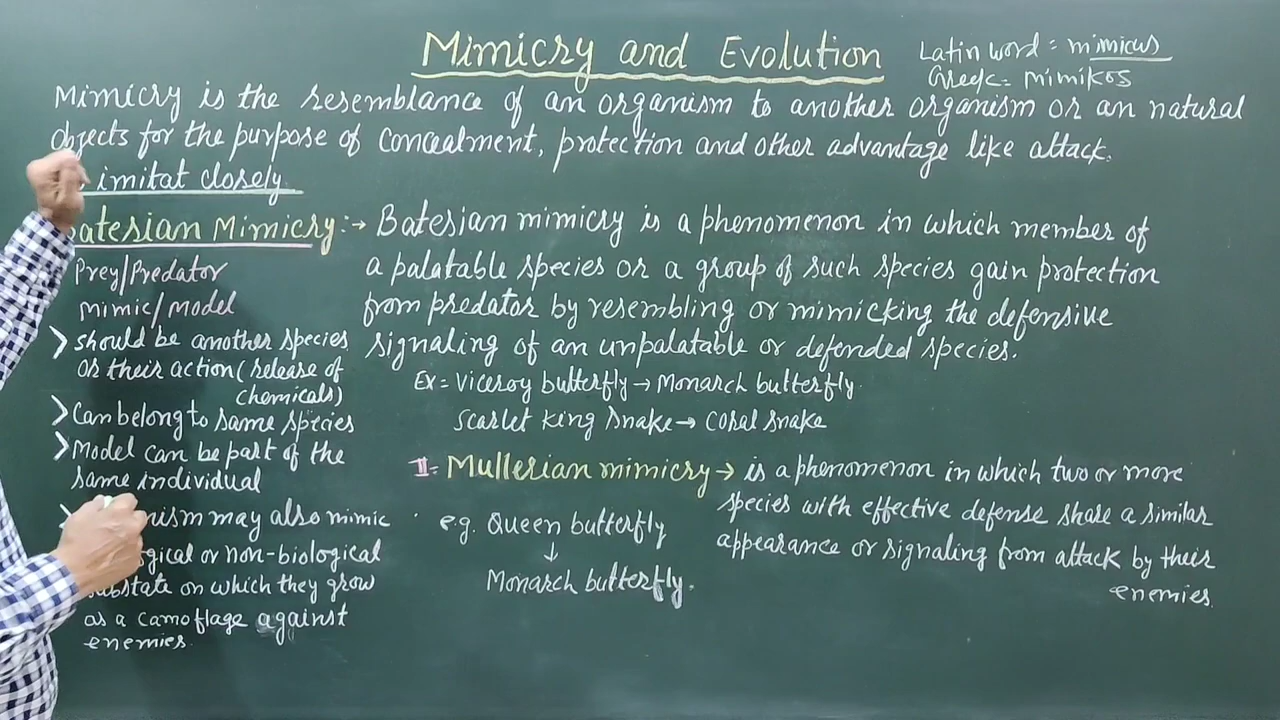 Mimicry and Evolution
Latin word = mimicus
Greek = mimikos
Mimicry is the resemblance of an organism to another organism or an natural
objects for the purpose of concealment, protection and other advantage like attack.
imitat closely
Batesian Mimicry:→ Batesian mimicry is a phenomenon in which member of
a palatable species or a group of such species gain protection
from predator by resembling or mimicking the defensive
signaling of an unpalatable or defended species.
Ex = Viceroy butterfly → Monarch butterfly.
Scarlet King Snake → Coral snake
Prey/Predator
mimic/model
> should be another species
or their action (release of
chemicals)
> Can belong to same species
> Model can be part of the
same individual
nism may also mimic
gical or non-biological
substate on which they grow
as a camoflage against
enemies.
II= Mullerian mimicry → is a phenomenon in which two or more
species with effective defense share a similar
appearance or signaling from attack by their
enemies.
e.g. Queen butterfly
↓
Monarch butterfly.